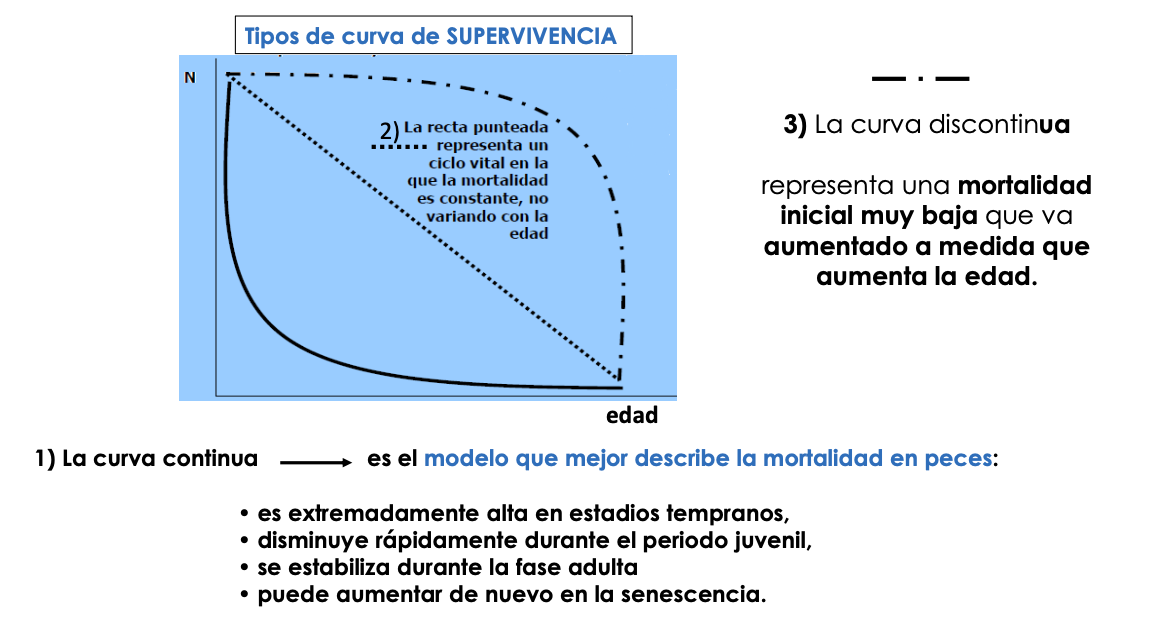 Tipos de curva de SUPERVIVENCIA
N
2) La recta punteada
representa un
ciclo vital en la
que la mortalidad
es constante, no
variando con la
edad
edad
3) La curva discontinua
representa una mortalidad
inicial muy baja que va
aumentado a medida que
aumenta la edad.
1) La curva continua es el modelo que mejor describe la mortalidad en peces:
• es extremadamente alta en estadios tempranos,
• disminuye rápidamente durante el periodo juvenil,
• se estabiliza durante la fase adulta
• puede aumentar de nuevo en la senescencia.